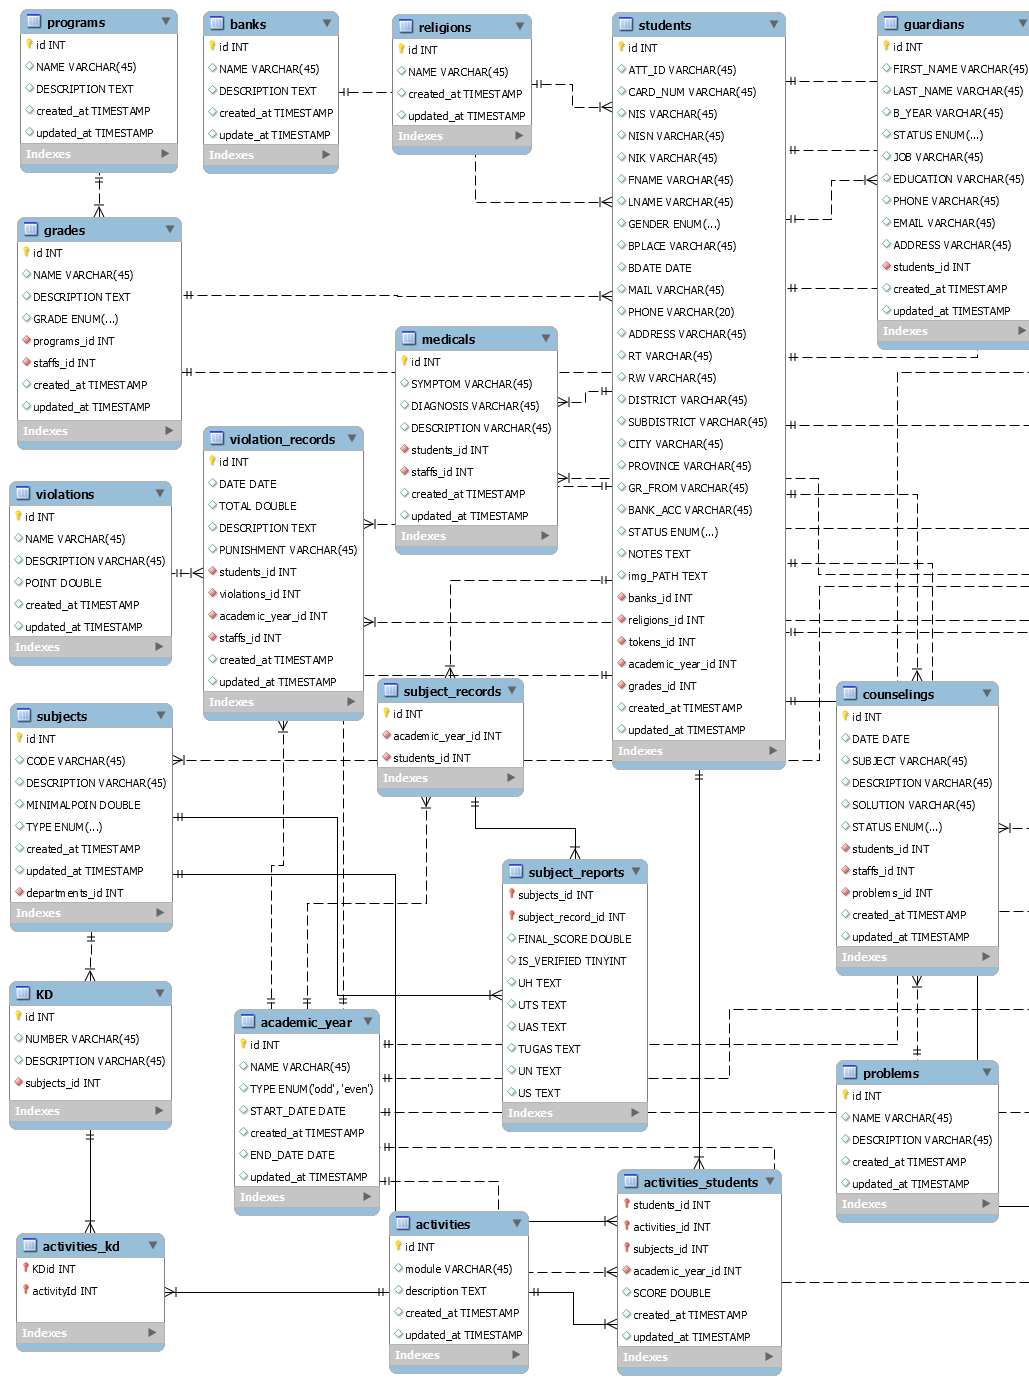 programs
id INT
NAME VARCHAR(45)
DESCRIPTION TEXT
created_at TIMESTAMP
updated_at TIMESTAMP
Indexes
banks
id INT
NAME VARCHAR(45)
DESCRIPTION TEXT
created_at TIMESTAMP
update_at TIMESTAMP
Indexes
religions
id INT
NAME VARCHAR(45)
created_at TIMESTAMP
updated_at TIMESTAMP
Indexes
students
id INT
ATT_ID VARCHAR(45)
CARD_NUM VARCHAR(45)
NIS VARCHAR(45)
NISN VARCHAR(45)
NIK VARCHAR(45)
FNAME VARCHAR(45)
LNAME VARCHAR(45)
GENDER ENUM(...)
BPLACE VARCHAR(45)
BDATE DATE
MAIL VARCHAR(45)
PHONE VARCHAR(20)
ADDRESS VARCHAR(45)
RT VARCHAR(45)
RW VARCHAR(45)
DISTRICT VARCHAR(45)
SUBDISTRICT VARCHAR(45)
CITY VARCHAR(45)
PROVINCE VARCHAR(45)
GR_FROM VARCHAR(45)
BANK_ACC VARCHAR(45)
STATUS ENUM(...)
NOTES TEXT
img_PATH TEXT
banks_id INT
religions_id INT
tokens_id INT
academic_year_id INT
grades_id INT
created_at TIMESTAMP
updated_at TIMESTAMP
Indexes
guardians
id INT
FIRST_NAME VARCHAR(45)
LAST_NAME VARCHAR(45)
B_YEAR VARCHAR(45)
STATUS ENUM(...)
JOB VARCHAR(45)
EDUCATION VARCHAR(45)
PHONE VARCHAR(45)
EMAIL VARCHAR(45)
ADDRESS VARCHAR(45)
students_id INT
created_at TIMESTAMP
updated_at TIMESTAMP
Indexes
grades
id INT
NAME VARCHAR(45)
DESCRIPTION TEXT
GRADE ENUM(...)
programs_id INT
staffs_id INT
created_at TIMESTAMP
updated_at TIMESTAMP
Indexes
medicals
id INT
SYMPTOM VARCHAR(45)
DIAGNOSIS VARCHAR(45)
DESCRIPTION VARCHAR(45)
students_id INT
staffs_id INT
created_at TIMESTAMP
updated_at TIMESTAMP
Indexes
violation_records
id INT
DATE DATE
TOTAL DOUBLE
DESCRIPTION TEXT
PUNISHMENT VARCHAR(45)
students_id INT
violations_id INT
academic_year_id INT
staffs_id INT
created_at TIMESTAMP
updated_at TIMESTAMP
Indexes
violations
id INT
NAME VARCHAR(45)
DESCRIPTION VARCHAR(45)
POINT DOUBLE
created_at TIMESTAMP
updated_at TIMESTAMP
Indexes
subject_records
id INT
academic_year_id INT
students_id INT
Indexes
counselings
id INT
DATE DATE
SUBJECT VARCHAR(45)
DESCRIPTION VARCHAR(45)
SOLUTION VARCHAR(45)
STATUS ENUM(...)
students_id INT
staffs_id INT
problems_id INT
created_at TIMESTAMP
updated_at TIMESTAMP
Indexes
subjects
id INT
CODE VARCHAR(45)
DESCRIPTION VARCHAR(45)
MINIMALPOIN DOUBLE
TYPE ENUM(...)
created_at TIMESTAMP
updated_at TIMESTAMP
departments_id INT
Indexes
subject_reports
subjects_id INT
subject_record_id INT
FINAL_SCORE DOUBLE
IS_VERIFIED TINYINT
UH TEXT
UTS TEXT
UAS TEXT
TUGAS TEXT
UN TEXT
US TEXT
Indexes
KD
id INT
NUMBER VARCHAR(45)
DESCRIPTION VARCHAR(45)
subjects_id INT
Indexes
academic_year
id INT
NAME VARCHAR(45)
TYPE ENUM('odd', 'even')
START_DATE DATE
created_at TIMESTAMP
END_DATE DATE
updated_at TIMESTAMP
Indexes
problems
id INT
NAME VARCHAR(45)
DESCRIPTION VARCHAR(45)
created_at TIMESTAMP
updated_at TIMESTAMP
Indexes
activities_kd
KDid INT
activityId INT
Indexes
activities
id INT
module VARCHAR(45)
description TEXT
created_at TIMESTAMP
updated_at TIMESTAMP
Indexes
activities_students
students_id INT
activities_id INT
subjects_id INT
academic_year_id INT
SCORE DOUBLE
created_at TIMESTAMP
updated_at TIMESTAMP
Indexes